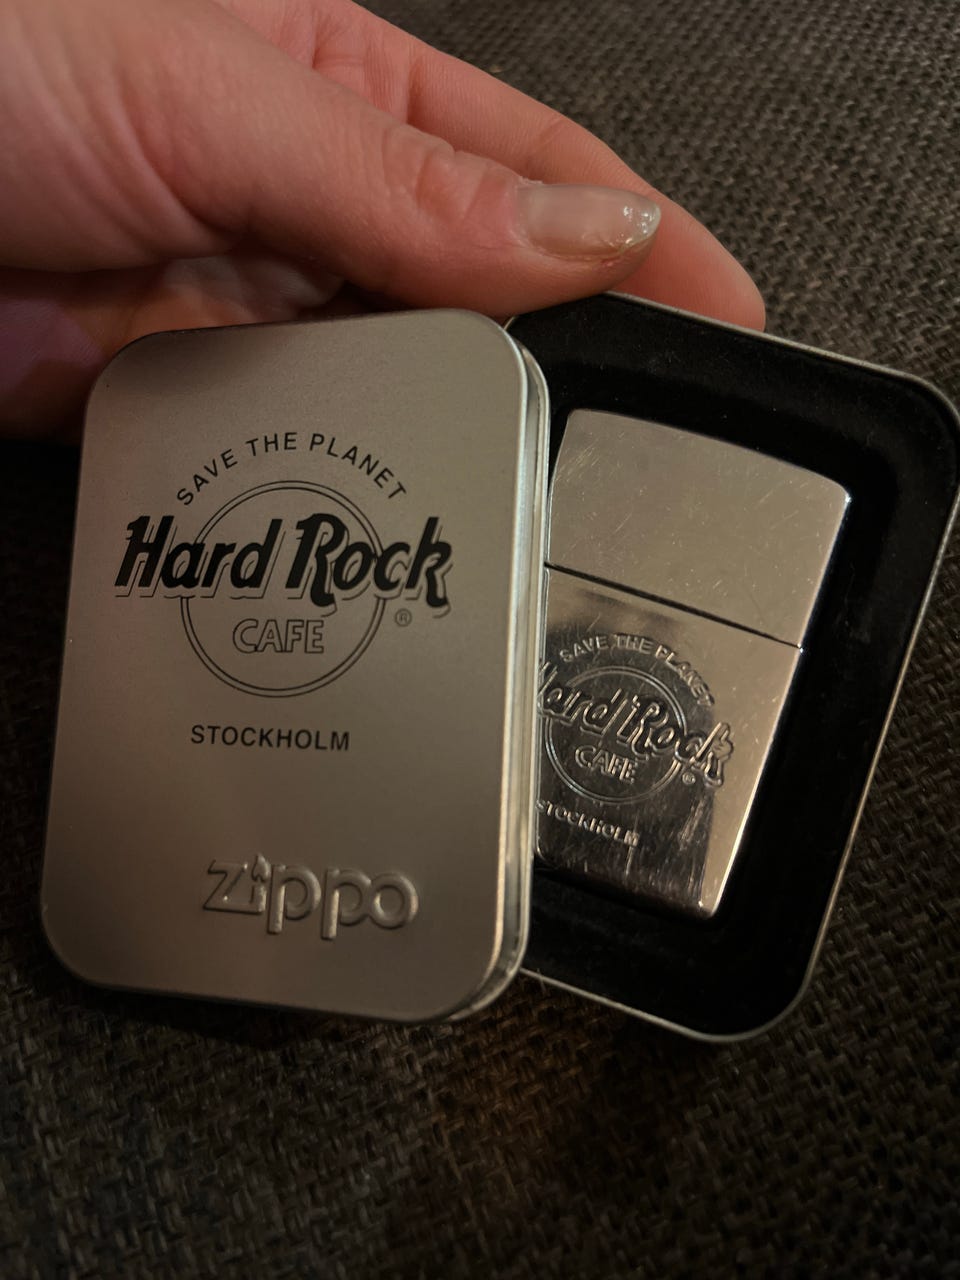 SAVE THE PLANET
Hard Rock
®
CAFE
STOCKHOLM
zippo
SAVE THE PLANET
Hard Rock
CAFE
®
STOCKHOLM